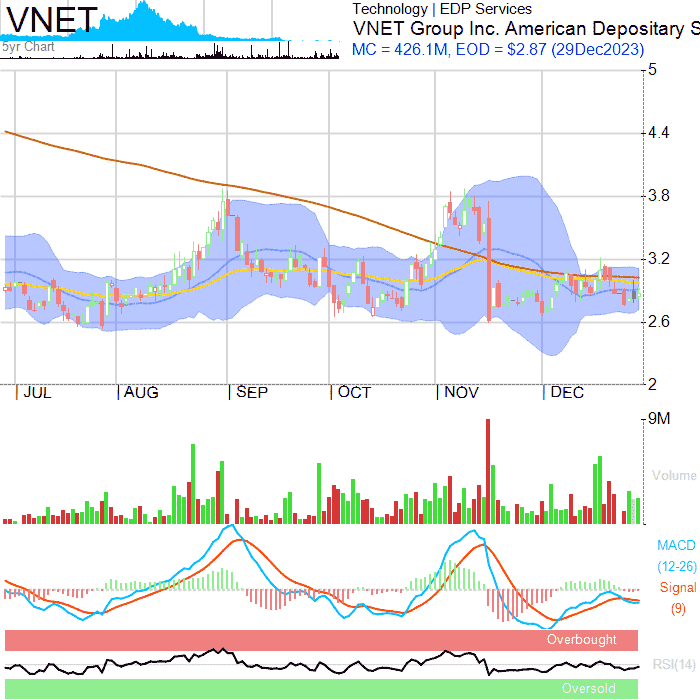 VNET
5yr Chart
Technology | EDP Services
VNET Group Inc. American Depositary S
MC = 426.1M, EOD = $2.87 (29Dec2023)
5
4.4
3.8
3.2
2.6
2
JUL AUG SEP OCT NOV DEC
9M
Volume
MACD
(12-26)
Signal
(9)
Overbought
RSI(14)
Oversold